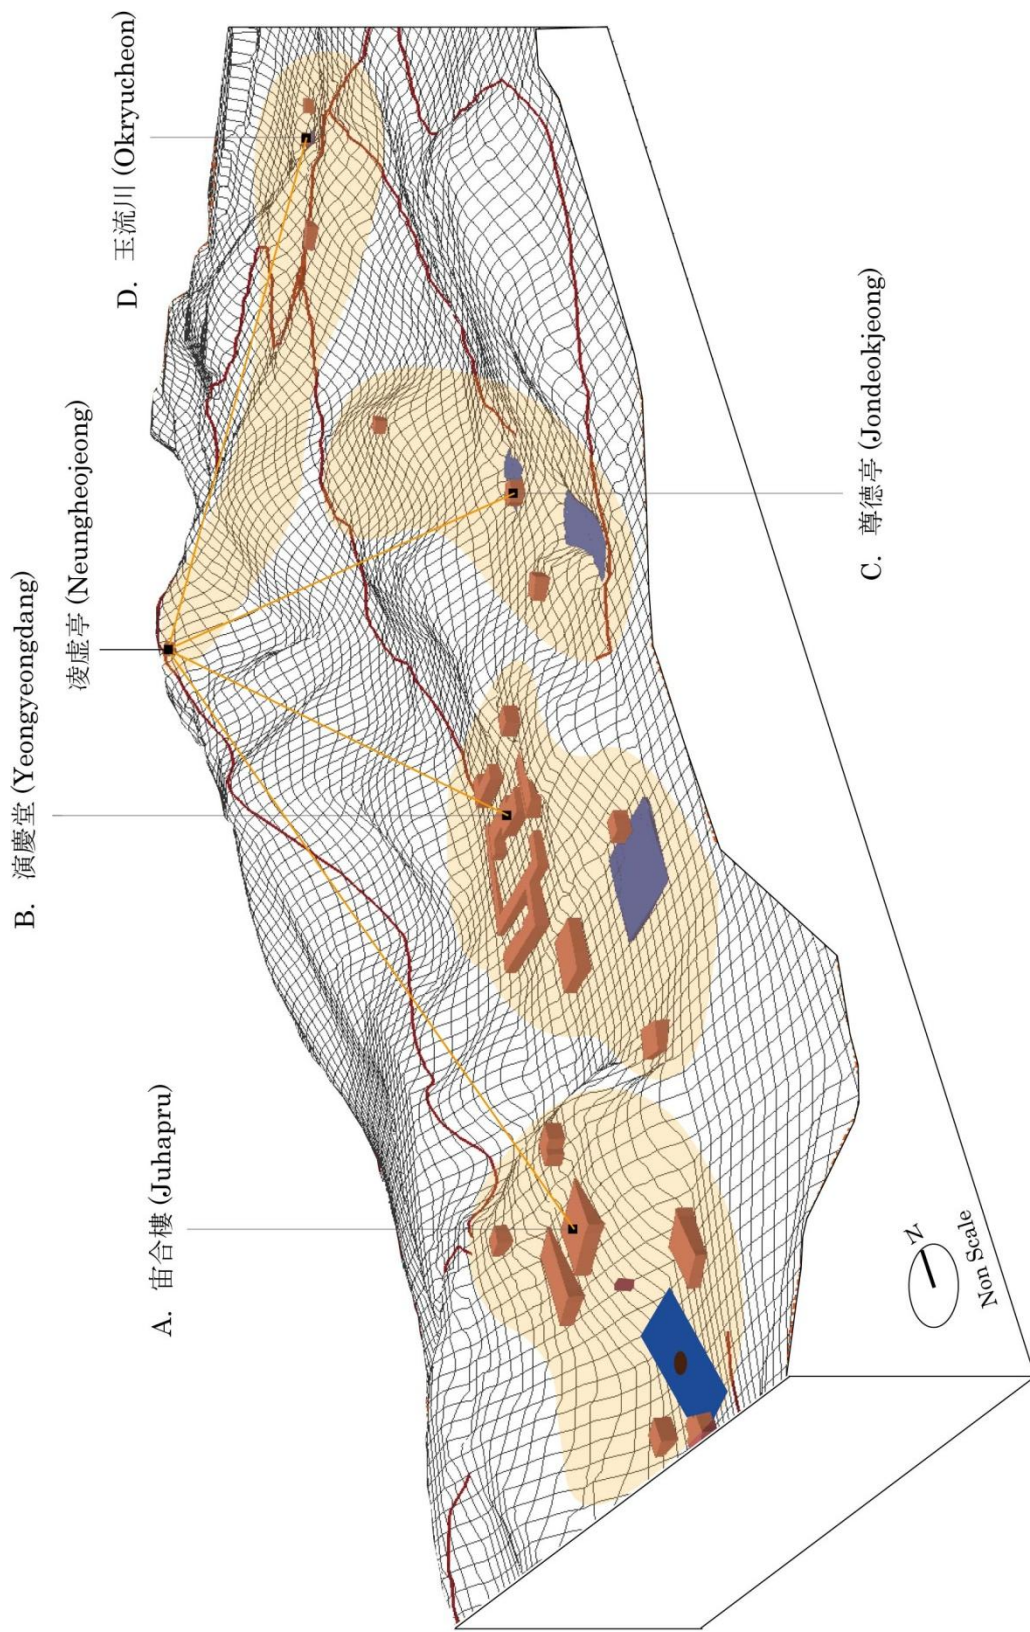 A. 宙合樓 (Juhapru)
B. 演慶堂 (Yeongyeongdang)
凌虚亭 (Neungheojeong)
D. 玉流川 (Okryucheon)
C. 尊德亭 (Jondeokjeong)
N
Non Scale